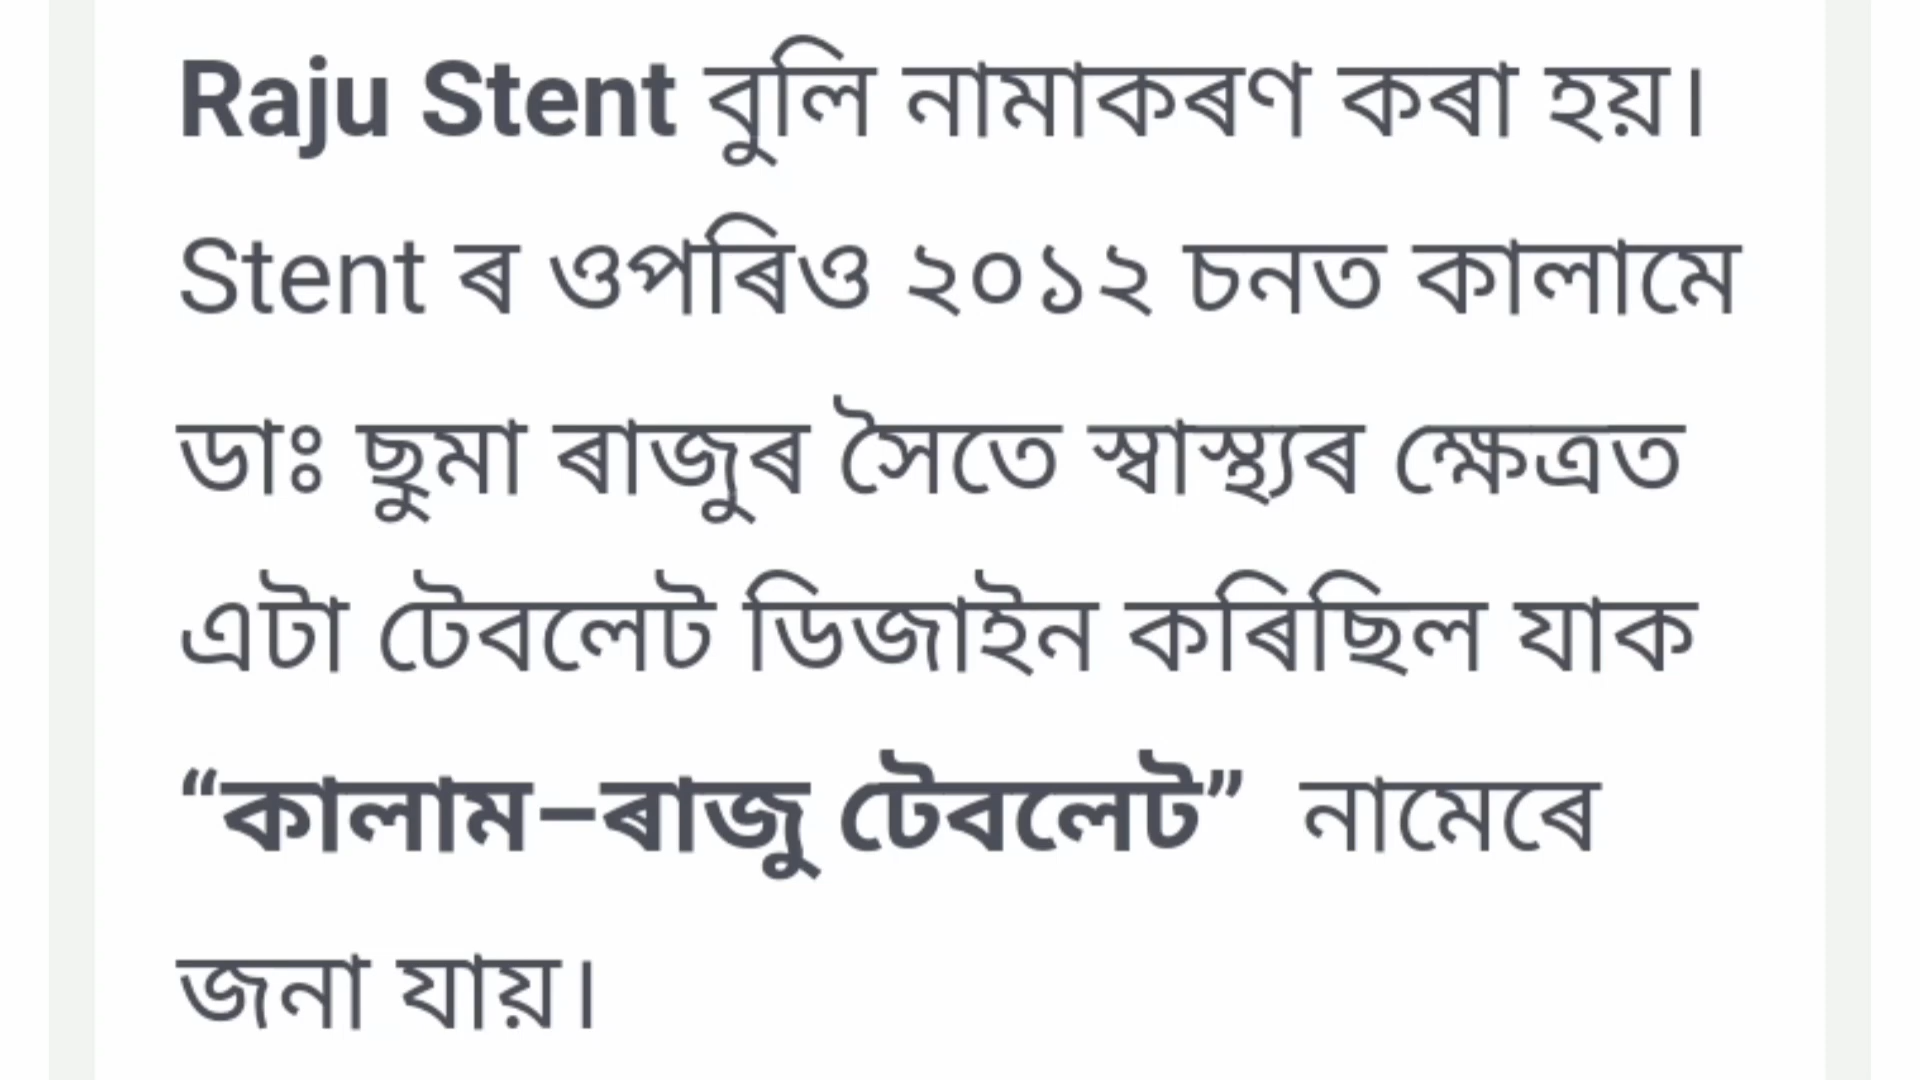 Raju Stent বুলি নামাকৰণ কৰা হয়।
Stent ৰ ওপৰিও ২০১২ চনত কালামে
ডাঃ ছুমা ৰাজুৰ সৈতে স্বাস্থ্যৰ ক্ষেত্ৰত
এটা টেবলেট ডিজাইন কৰিছিল যাক
“কালাম–ৰাজু টেবলেট” নামেৰে
জনা যায়।